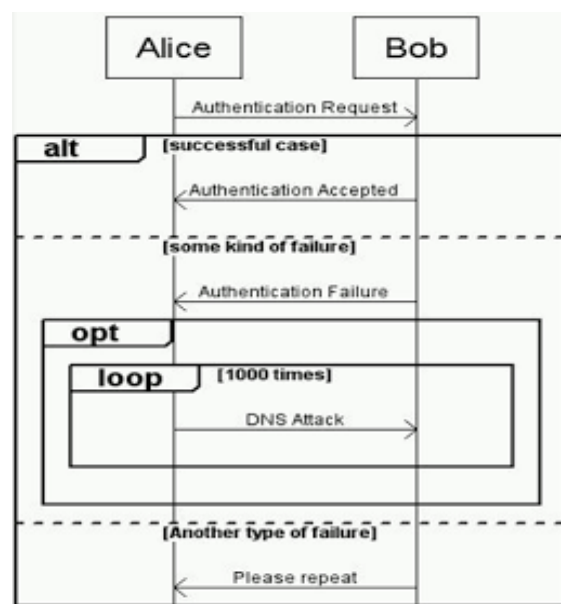 Alice
Bob
Authentication Request
alt
[successful case]
Authentication Accepted
[some kind of failure]
Authentication Failure
opt
loop
[1000 times]
DNS Attack
[Another type of failure]
Please repeat